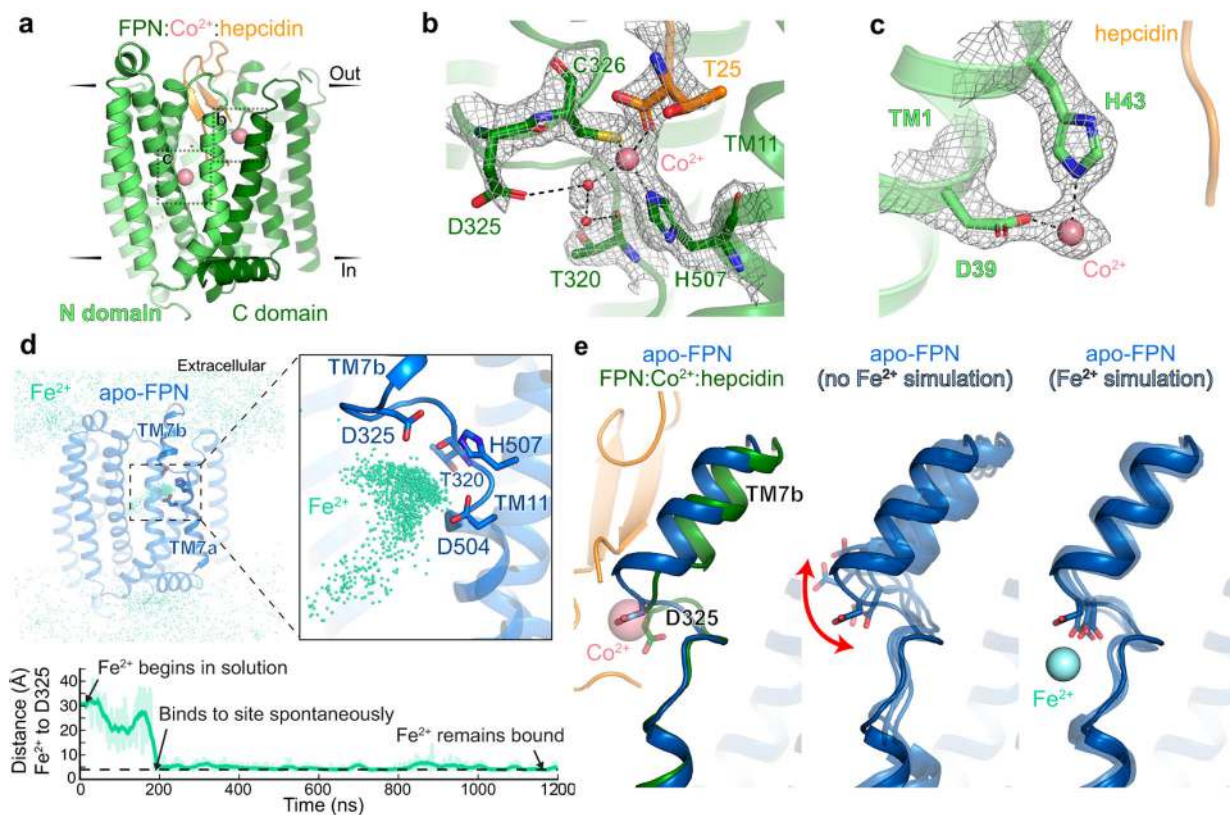 a
FPN:Co²⁺:hepcidin
Out
b
c
In
N domain
C domain
b
C326
T25
TM11
Co²⁺
D325
T320
H507
c
hepcidin
H43
TM1
D39
Co²⁺
d
Extracellular
Fe²⁺
apo-FPN
TM7b
TM7a
TM7b
D325
H507
T320
Fe²⁺
TM11
D504
Distance (Å)
Fe²⁺ to D325
40
30
20
10
0
Fe²⁺ begins in solution
Binds to site spontaneously
Fe²⁺ remains bound
0
200
400
600
800
1000
1200
Time (ns)
e
apo-FPN
FPN:Co²⁺:hepcidin
TM7b
D325
Co²⁺
apo-FPN
(no Fe²⁺ simulation)
apo-FPN
(Fe²⁺ simulation)
Fe²⁺